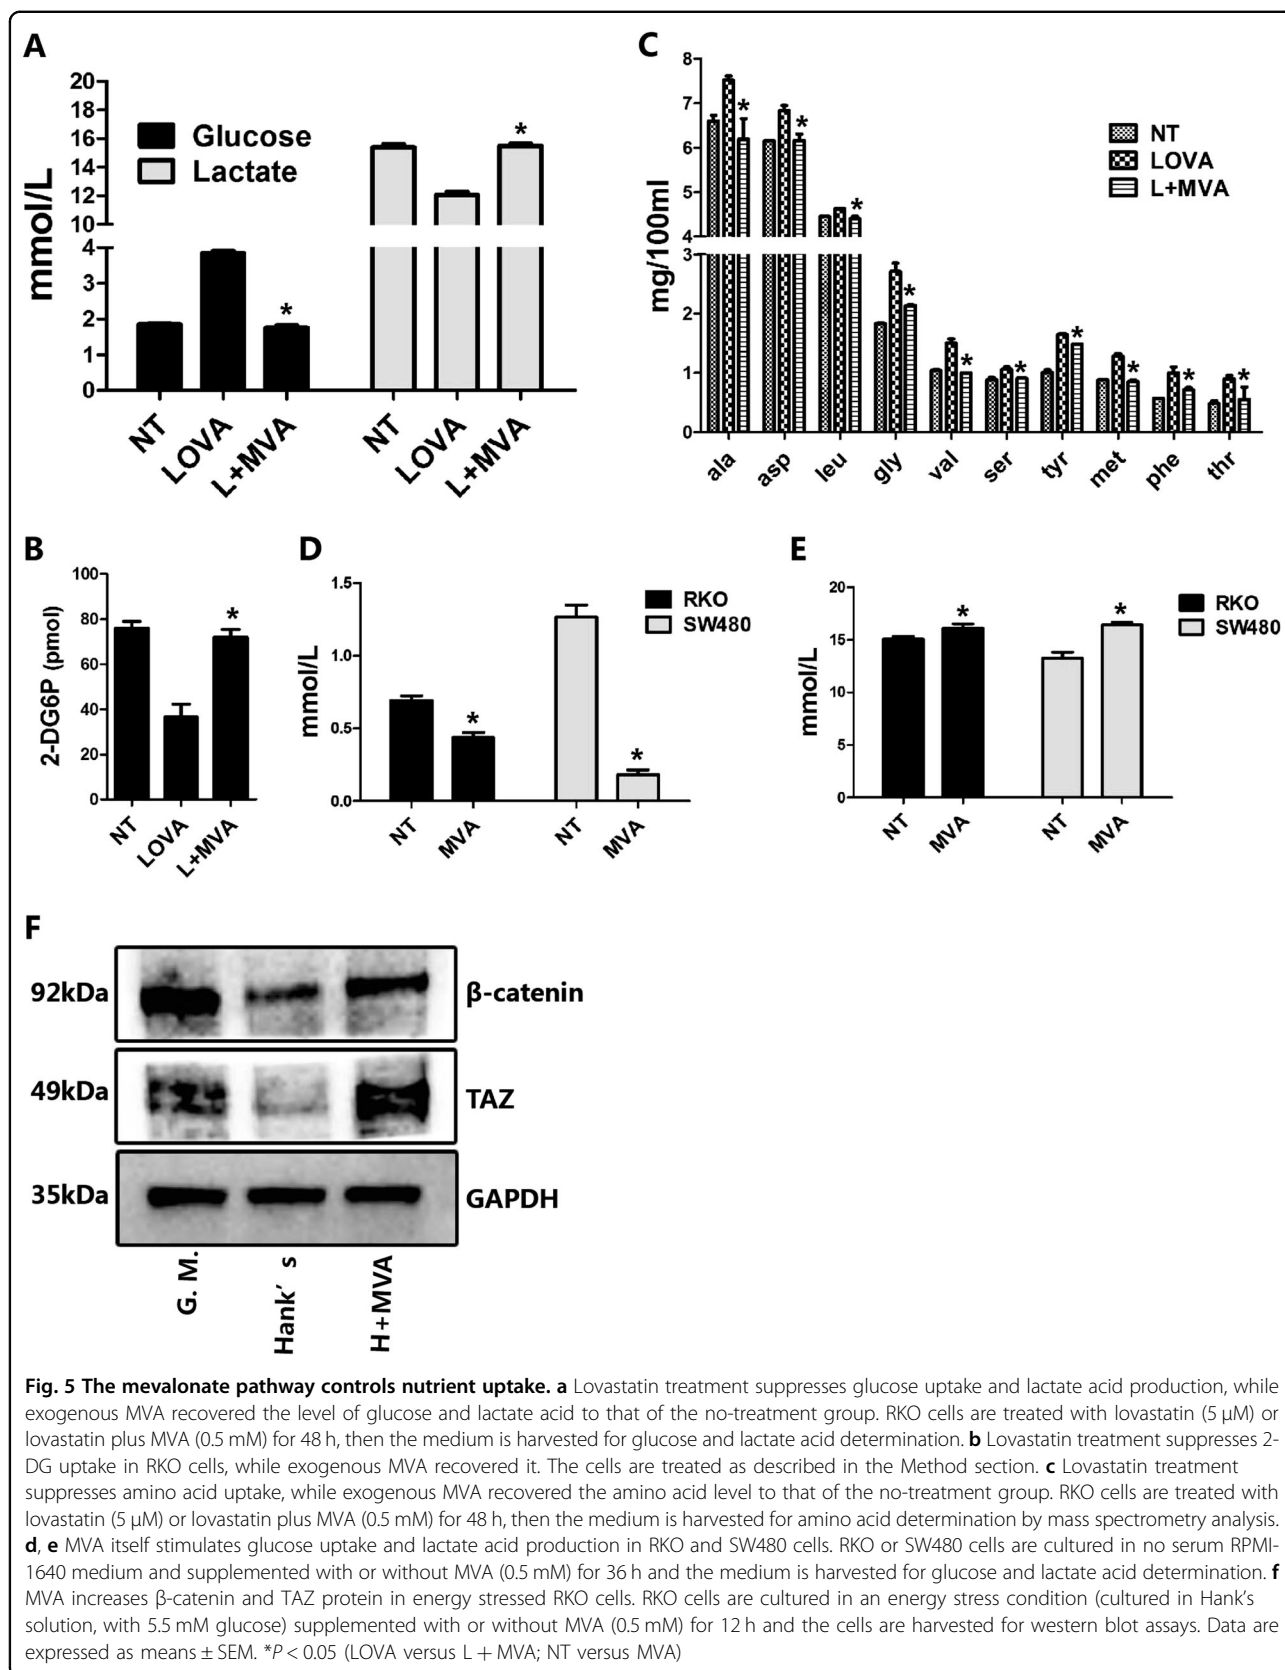 A
20
18
16
14
12
10
4
3
2
1
0
mmol/L
Glucose
Lactate
*
*
NT
LOVA
L+MVA
NT
LOVA
L+MVA
C
8
7
6
5
4
3
2
1
0
mg/100ml
NT
LOVA
L+MVA
* * * * * * * * * *
ala asp leu gly val ser tyr met phe thr
B
100
80
60
40
20
0
2-DG6P (pmol)
*
NT
LOVA
L+MVA
D
1.5
1.0
0.5
0.0
mmol/L
RKO
SW480
*
*
NT
MVA
NT
MVA
E
20
15
10
5
0
mmol/L
RKO
SW480
*
*
NT
MVA
NT
MVA
F
92kDa
β-catenin
49kDa
TAZ
35kDa
GAPDH
G. M.
Hank' s
H+MVA
Fig. 5 The mevalonate pathway controls nutrient uptake. a Lovastatin treatment suppresses glucose uptake and lactate acid production, while
exogenous MVA recovered the level of glucose and lactate acid to that of the no-treatment group. RKO cells are treated with lovastatin (5 µM) or
lovastatin plus MVA (0.5 mM) for 48 h, then the medium is harvested for glucose and lactate acid determination. b Lovastatin treatment suppresses 2-
DG uptake in RKO cells, while exogenous MVA recovered it. The cells are treated as described in the Method section. c Lovastatin treatment
suppresses amino acid uptake, while exogenous MVA recovered the amino acid level to that of the no-treatment group. RKO cells are treated with
lovastatin (5 µM) or lovastatin plus MVA (0.5 mM) for 48 h, then the medium is harvested for amino acid determination by mass spectrometry analysis.
d, e MVA itself stimulates glucose uptake and lactate acid production in RKO and SW480 cells. RKO or SW480 cells are cultured in no serum RPMI-
1640 medium and supplemented with or without MVA (0.5 mM) for 36 h and the medium is harvested for glucose and lactate acid determination. f
MVA increases β-catenin and TAZ protein in energy stressed RKO cells. RKO cells are cultured in an energy stress condition (cultured in Hank's
solution, with 5.5 mM glucose) supplemented with or without MVA (0.5 mM) for 12 h and the cells are harvested for western blot assays. Data are
expressed as means ± SEM. *P < 0.05 (LOVA versus L + MVA; NT versus MVA)